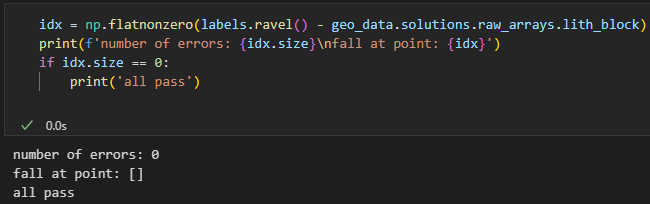 idx = np.flatnonzero(labels.ravel() - geo_data.solutions.raw_arrays.lith_block)
print(f'number of errors: {idx.size}\nfall at point: {idx}')
if idx.size == 0:
    print('all pass')
0.0s
number of errors: 0
fall at point: []
all pass